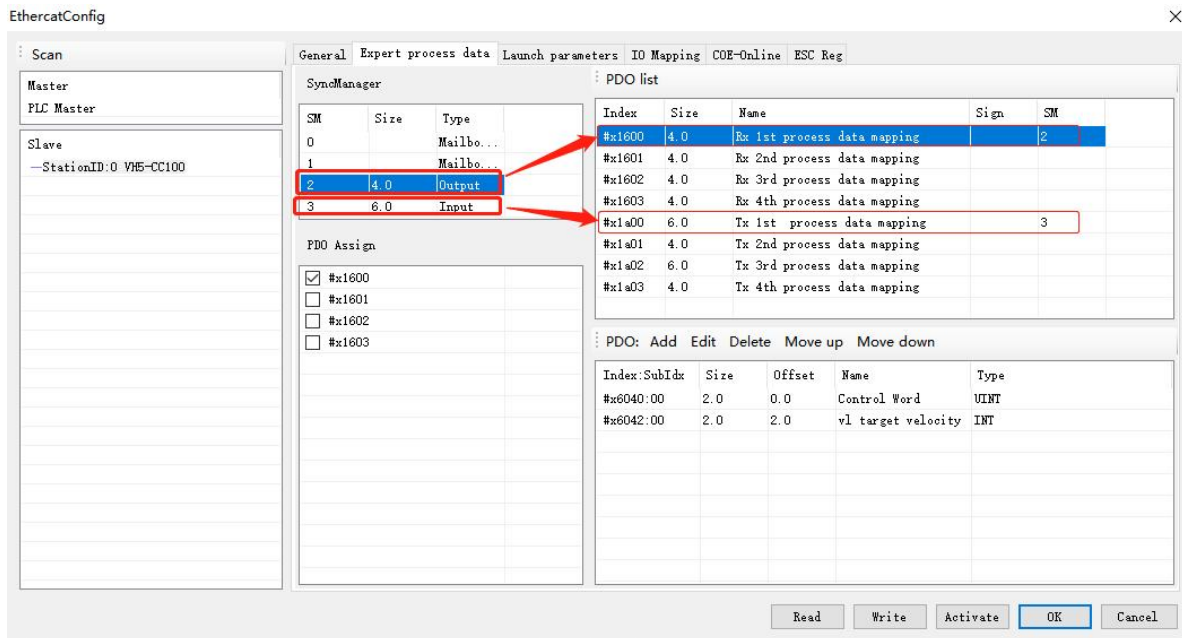 EthercatConfig
Scan
Master
PLC Master
Slave
StationID:0 VH5-CC100
General Expert process data Launch parameters IO Mapping COE-Online ESC Reg
SyncManager
SM Size Type
0 Mailbo...
1 Mailbo...
2 4.0 Output
3 6.0 Input
PDO Assign
#x1600
#x1601
#x1602
#x1603
PDO list
Index Size Name Sign SM
#x1600 4.0 Rx 1st process data mapping 2
#x1601 4.0 Rx 2nd process data mapping
#x1602 4.0 Rx 3rd process data mapping
#x1603 4.0 Rx 4th process data mapping
#x1a00 6.0 Tx 1st process data mapping 3
#x1a01 4.0 Tx 2nd process data mapping
#x1a02 6.0 Tx 3rd process data mapping
#x1a03 4.0 Tx 4th process data mapping
PDO: Add Edit Delete Move up Move down
Index:SubIdx Size Offset Name Type
#x6040:00 2.0 0.0 Control Word UINT
#x6042:00 2.0 2.0 vl target velocity INT
Read Write Activate OK Cancel